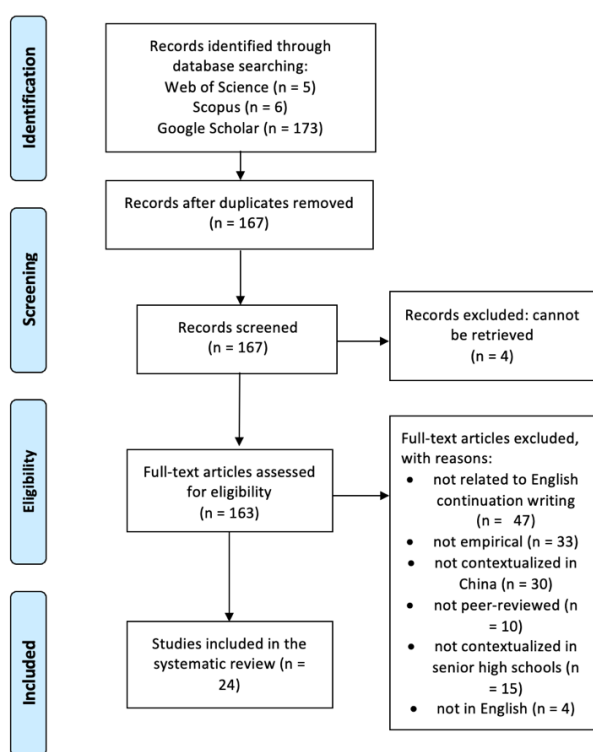 Identification
Records identified through
database searching:
Web of Science (n = 5)
Scopus (n = 6)
Google Scholar (n = 173)
Records after duplicates removed
(n = 167)
Screening
Records screened
(n = 167)
Records excluded: cannot
be retrieved
(n = 4)
Eligibility
Full-text articles assessed
for eligibility
(n = 163)
Full-text articles excluded,
with reasons:
• not related to English
continuation writing
(n = 47)
• not empirical (n = 33)
• not contextualized in
China (n = 30)
• not peer-reviewed (n
= 10)
• not contextualized in
senior high schools (n
= 15)
• not in English (n = 4)
Included
Studies included in the
systematic review (n =
24)